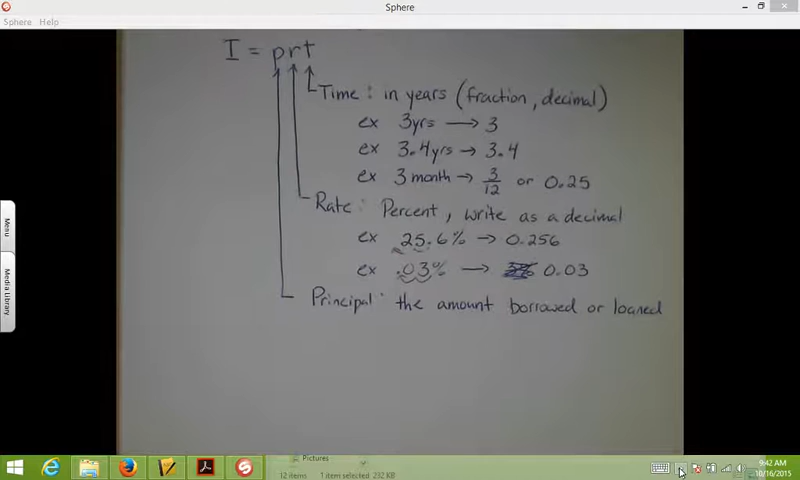 Sphere
Sphere Help
I = prt
Time : in years (fraction, decimal)
ex 3yrs → 3
ex 3.4yrs → 3.4
ex 3 month → 3/12 or 0.25
Rate : Percent, write as a decimal
ex 25.6% → 0.256
ex .03% → 0.03
Principal : the amount borrowed or loaned
Menu
Media Library
Pictures
12 items 1 item selected 232 KB
9:42 AM
10/16/2015